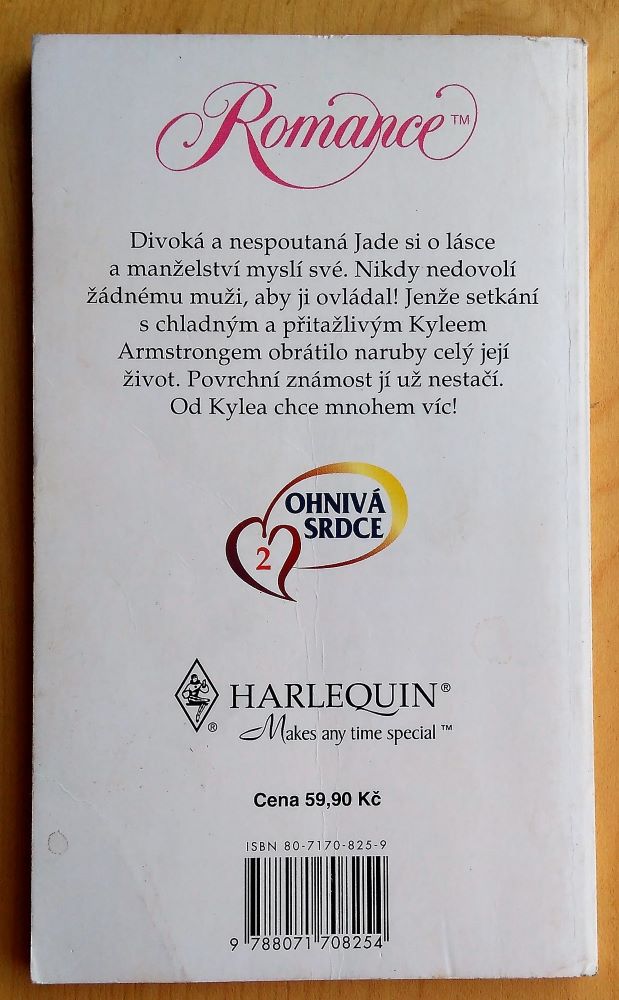 Romance™
Divoká a nespoutaná Jade si o lásce
a manželství myslí své. Nikdy nedovolí
žádnému muži, aby ji ovládal! Jenže setkání
s chladným a přitažlivým Kyleem
Armstrongem obrátilo naruby celý její
život. Povrchní známost jí už nestačí.
Od Kylea chce mnohem víc!
OHNIVÁ
SRDCE
2
HARLEQUIN®
®
Makes any time special™
Cena 59,90 Kč
ISBN 80-7170-825-9
9 788071 708254